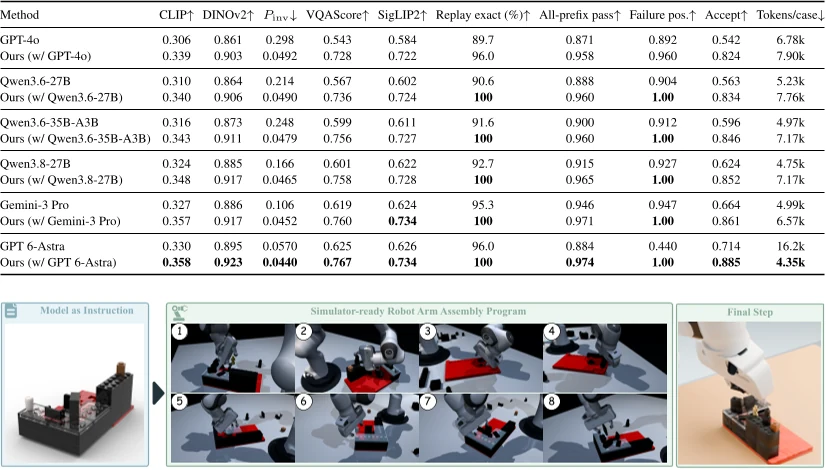 Method CLIP↑ DINOv2↑ P_inv↓ VQAScore↑ SigLIP2↑ Replay exact (%)↑ All-prefix pass↑ Failure pos.↑ Accept↑ Tokens/case↓
GPT-4o 0.306 0.861 0.298 0.543 0.584 89.7 0.871 0.892 0.542 6.78k
Ours (w/ GPT-4o) 0.339 0.903 0.0492 0.728 0.722 96.0 0.958 0.960 0.824 7.90k
Qwen3.6-27B 0.310 0.864 0.214 0.567 0.602 90.6 0.888 0.904 0.563 5.23k
Ours (w/ Qwen3.6-27B) 0.340 0.906 0.0490 0.736 0.724 100 0.960 1.00 0.834 7.76k
Qwen3.6-35B-A3B 0.316 0.873 0.248 0.599 0.611 91.6 0.900 0.912 0.596 4.97k
Ours (w/ Qwen3.6-35B-A3B) 0.343 0.911 0.0479 0.756 0.727 100 0.960 1.00 0.846 7.17k
Qwen3.8-27B 0.324 0.885 0.166 0.601 0.622 92.7 0.915 0.927 0.624 4.75k
Ours (w/ Qwen3.8-27B) 0.348 0.917 0.0465 0.758 0.728 100 0.965 1.00 0.852 7.17k
Gemini-3 Pro 0.327 0.886 0.106 0.619 0.624 95.3 0.946 0.947 0.664 4.99k
Ours (w/ Gemini-3 Pro) 0.357 0.917 0.0452 0.760 0.734 100 0.971 1.00 0.861 6.57k
GPT 6-Astra 0.330 0.895 0.0570 0.625 0.626 96.0 0.884 0.440 0.714 16.2k
Ours (w/ GPT 6-Astra) 0.358 0.923 0.0440 0.767 0.734 100 0.974 1.00 0.885 4.35k
Model as Instruction
Simulator-ready Robot Arm Assembly Program
Final Step
1 2 3 4
5 6 7 8